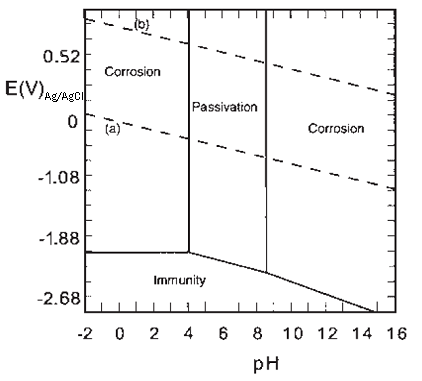 (b)
0.52
Corrosion
E(V)Ag/AgCl
Passivation
0
(a)
Corrosion
-1.08
-1.88
Immunity
-2.68
-2 0 2 4 6 8 10 12 14 16
pH